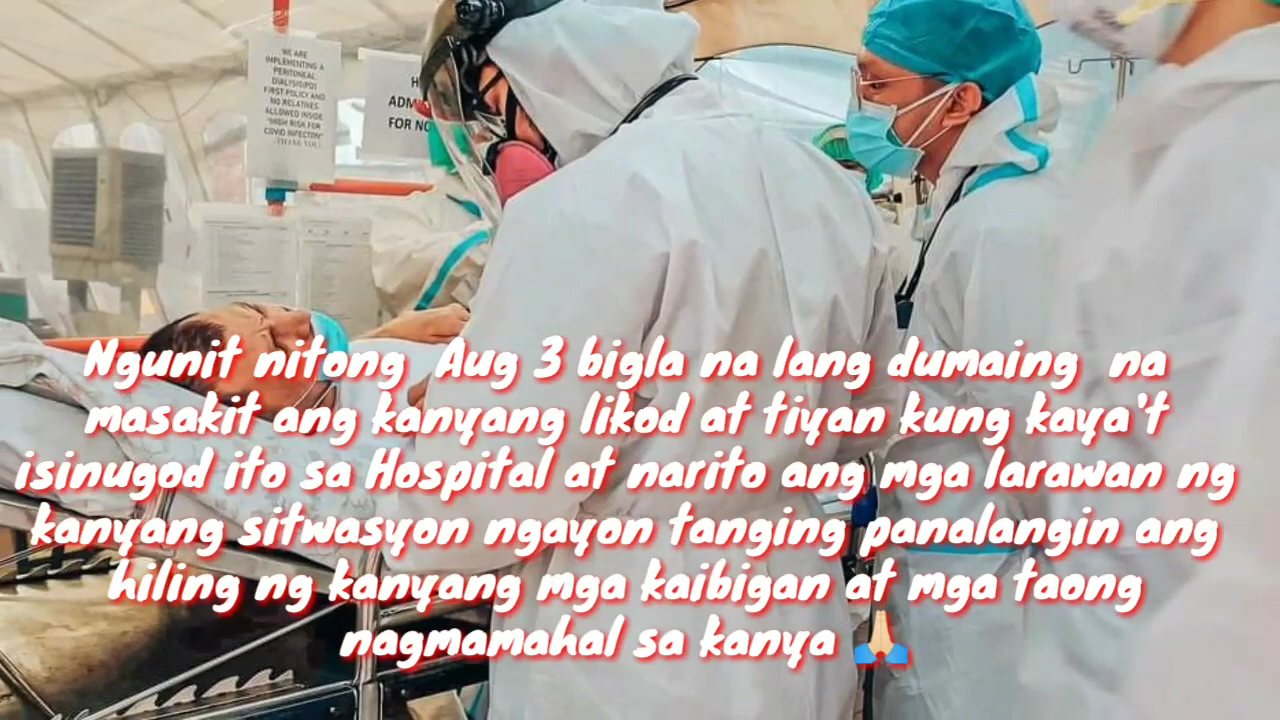 WE ARE
IMPLEMENTING A
PERITONEAL
DIALYSIS(PD)
FIRST POLICY AND
NO RELATIVES
ALLOWED INSIDE
"HIGH RISK FOR
COVID INFECTION"
-THANK YOU!
FOR
Ngunit nitong Aug 3 bigla na lang dumaing na
masakit ang kanyang likod at tiyan kung kaya't
isinugod ito sa Hospital at narito ang mga larawan ng
kanyang sitwasyon ngayon tanging panalangin ang
hiling ng kanyang mga kaibigan at mga taong
nagmamahal sa kanya 🙏🏻